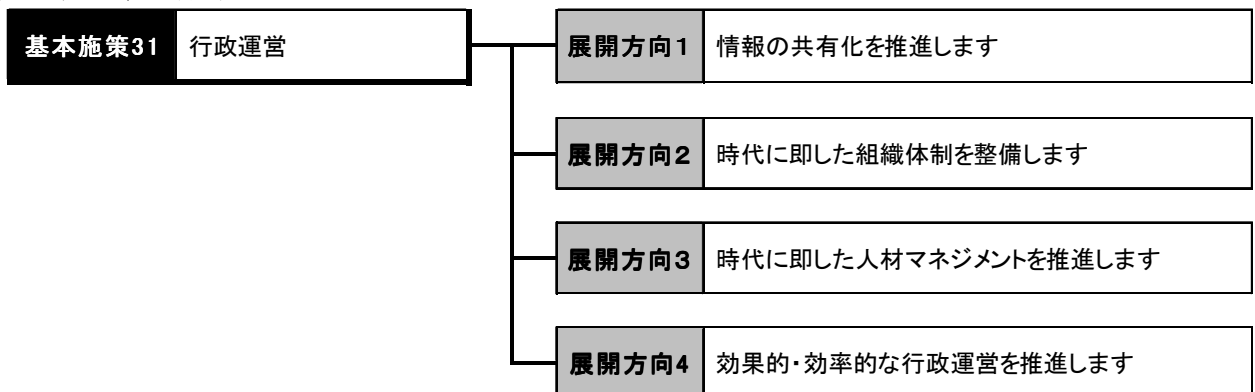 基本施策31 行政運営
展開方向1 情報の共有化を推進します
展開方向2 時代に即した組織体制を整備します
展開方向3 時代に即した人材マネジメントを推進します
展開方向4 効果的・効率的な行政運営を推進します